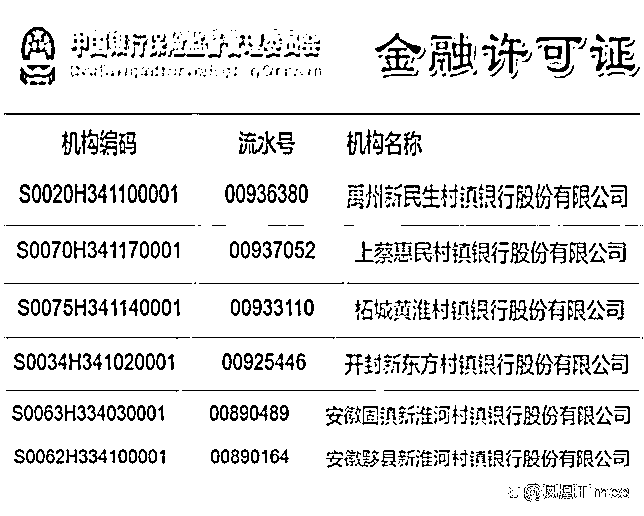 中国银行保险监督管理委员会
金融许可证
机构编码 流水号 机构名称
S0020H341100001 00936380 禹州新民生村镇银行股份有限公司
S0070H341170001 00937052 上蔡惠民村镇银行股份有限公司
S0075H341140001 00933110 柘城黄淮村镇银行股份有限公司
S0034H341020001 00925446 开封新东方村镇银行股份有限公司
S0063H334030001 00890489 安徽固镇新淮河村镇银行股份有限公司
S0062H334100001 00890164 安徽黟县新淮河村镇银行股份有限公司
@凤凰Times